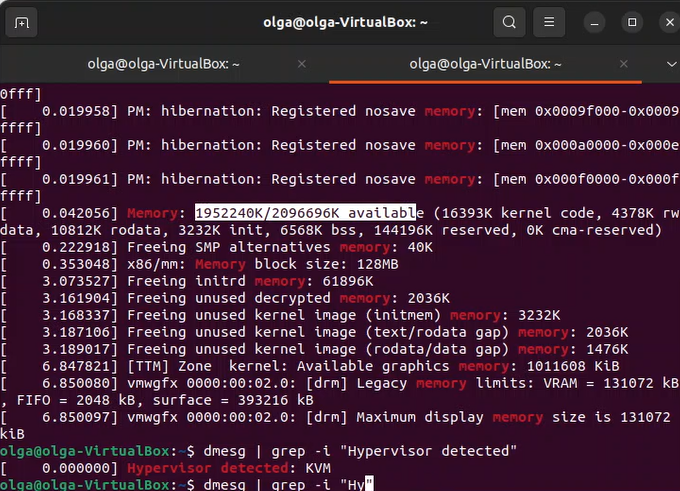 olga@olga-VirtualBox: ~
olga@olga-VirtualBox: ~
olga@olga-VirtualBox: ~
0fff]
[    0.019958] PM: hibernation: Registered nosave memory: [mem 0x0009f000-0x0009
ffff]
[    0.019960] PM: hibernation: Registered nosave memory: [mem 0x000a0000-0x000e
ffff]
[    0.019961] PM: hibernation: Registered nosave memory: [mem 0x000f0000-0x000f
ffff]
[    0.042056] Memory: 1952240K/2096696K available (16393K kernel code, 4378K rw
data, 10812K rodata, 3232K init, 6568K bss, 144196K reserved, 0K cma-reserved)
[    0.222918] Freeing SMP alternatives memory: 40K
[    0.353048] x86/mm: Memory block size: 128MB
[    3.073527] Freeing initrd memory: 61896K
[    3.161904] Freeing unused decrypted memory: 2036K
[    3.168337] Freeing unused kernel image (initmem) memory: 3232K
[    3.187106] Freeing unused kernel image (text/rodata gap) memory: 2036K
[    3.189017] Freeing unused kernel image (rodata/data gap) memory: 1476K
[    6.847821] [TTM] Zone  kernel: Available graphics memory: 1011608 KiB
[    6.850080] vmwgfx 0000:00:02.0: [drm] Legacy memory limits: VRAM = 131072 kB
, FIFO = 2048 kB, surface = 393216 kB
[    6.850097] vmwgfx 0000:00:02.0: [drm] Maximum display memory size is 131072
kiB
olga@olga-VirtualBox:~$ dmesg | grep -i "Hypervisor detected"
[    0.000000] Hypervisor detected: KVM
olga@olga-VirtualBox:~$ dmesg | grep -i "Hy"